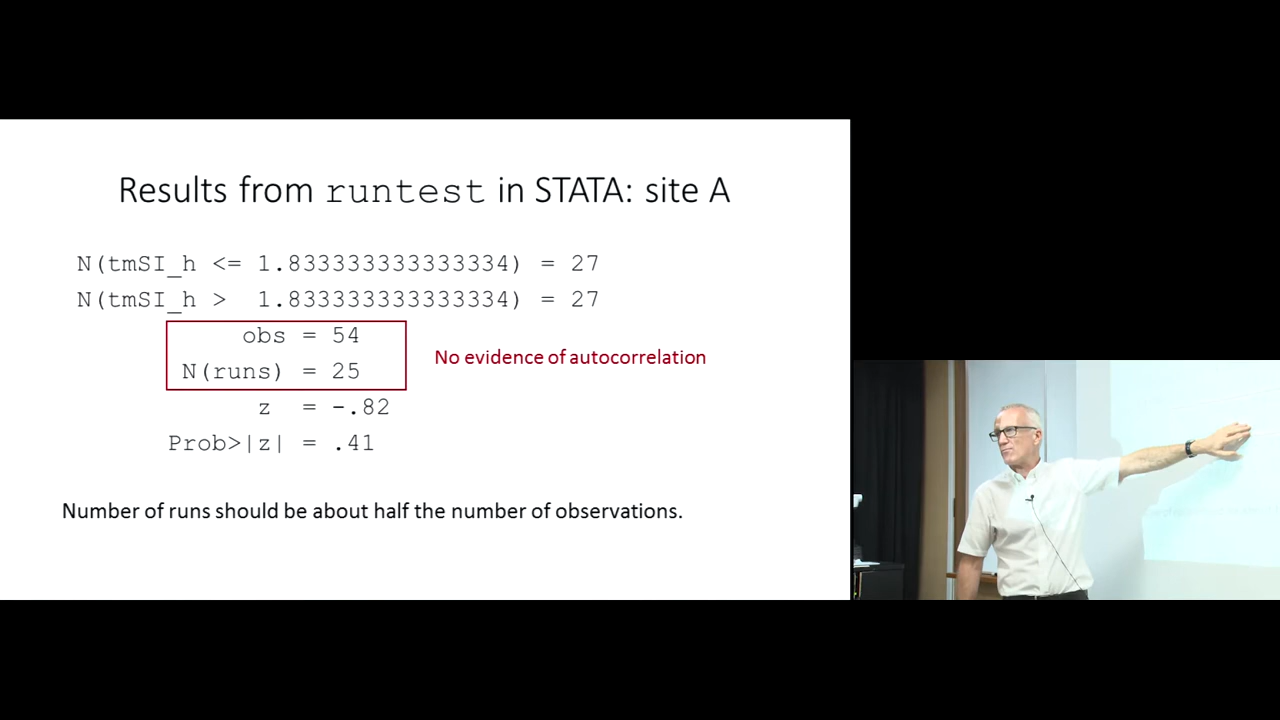 Results from runtest in STATA: site A
N(tmSI_h <= 1.833333333333334) = 27
N(tmSI_h >  1.833333333333334) = 27
obs = 54
N(runs) = 25
No evidence of autocorrelation
z  = -.82
Prob>|z| = .41
Number of runs should be about half the number of observations.